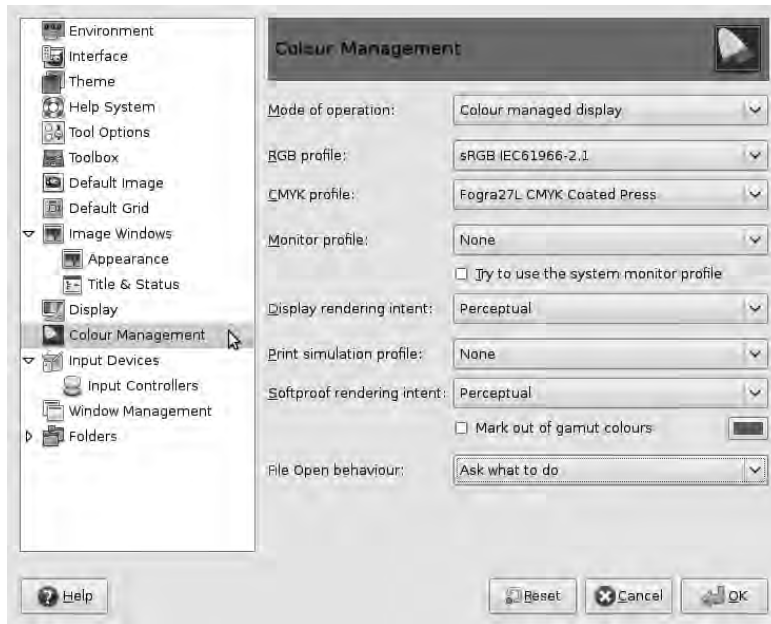 Environment
Interface
Theme
Help System
Tool Options
Toolbox
Default Image
Default Grid
Image Windows
Appearance
Title & Status
Display
Colour Management
Input Devices
Input Controllers
Window Management
Folders
Colour Management
Mode of operation: Colour managed display
RGB profile: sRGB IEC61966-2.1
CMYK profile: Fogra27L CMYK Coated Press
Monitor profile: None
Try to use the system monitor profile
Display rendering intent: Perceptual
Print simulation profile: None
Softproof rendering intent: Perceptual
Mark out of gamut colours
File Open behaviour: Ask what to do
Help Reset Cancel OK